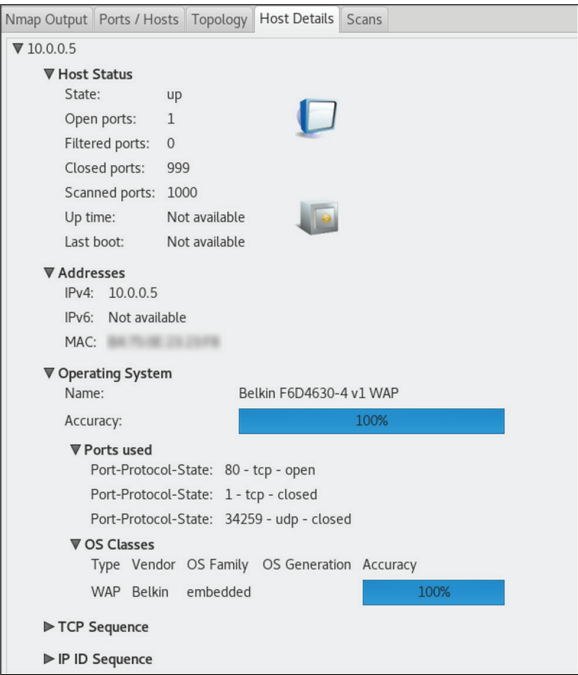 Nmap Output Ports / Hosts Topology Host Details Scans
10.0.0.5
Host Status
State: up
Open ports: 1
Filtered ports: 0
Closed ports: 999
Scanned ports: 1000
Up time: Not available
Last boot: Not available
Addresses
IPv4: 10.0.0.5
IPv6: Not available
MAC:
Operating System
Name: Belkin F6D4630-4 v1 WAP
Accuracy: 100%
Ports used
Port-Protocol-State: 80 - tcp - open
Port-Protocol-State: 1 - tcp - closed
Port-Protocol-State: 34259 - udp - closed
OS Classes
Type Vendor OS Family OS Generation Accuracy
WAP Belkin embedded 100%
TCP Sequence
IP ID Sequence